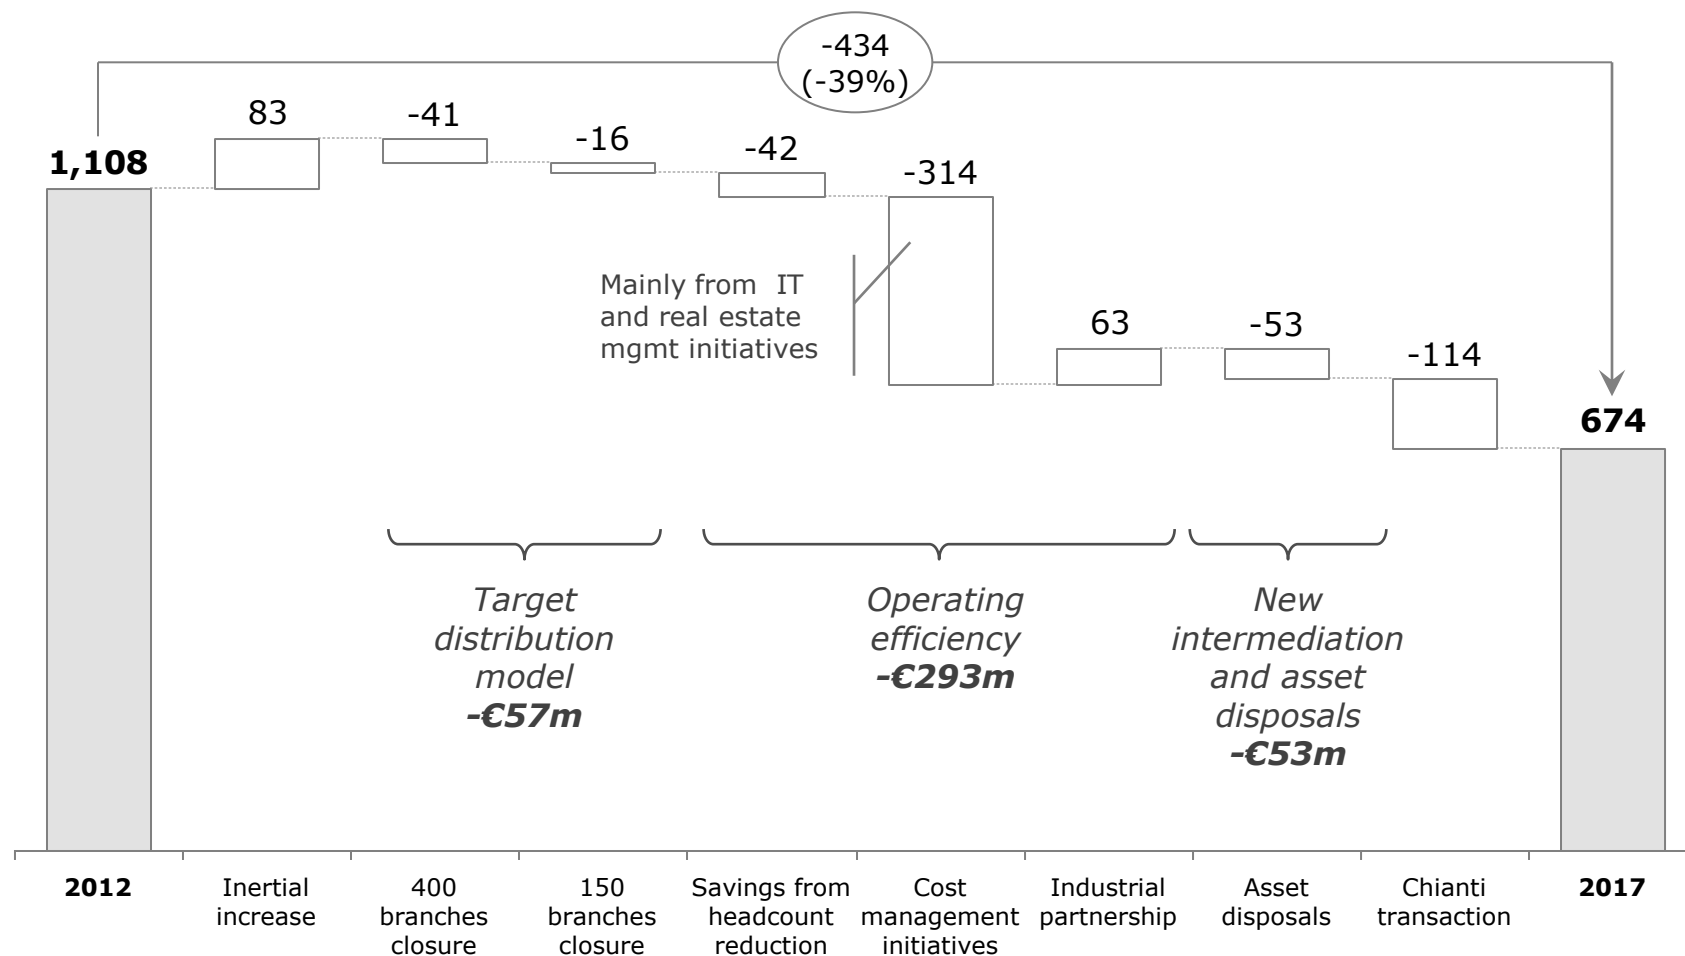 -434
(-39%)
83
-41
-16
-42
-314
1,108
Mainly from  IT
and real estate
mgmt initiatives
63
-53
-114
674
Target
distribution
model
-€57m
Operating
efficiency
-€293m
New
intermediation
and asset
disposals
-€53m
2012
Inertial
increase
400
branches
closure
150
branches
closure
Savings from
headcount
reduction
Cost
management
initiatives
Industrial
partnership
Asset
disposals
Chianti
transaction
2017